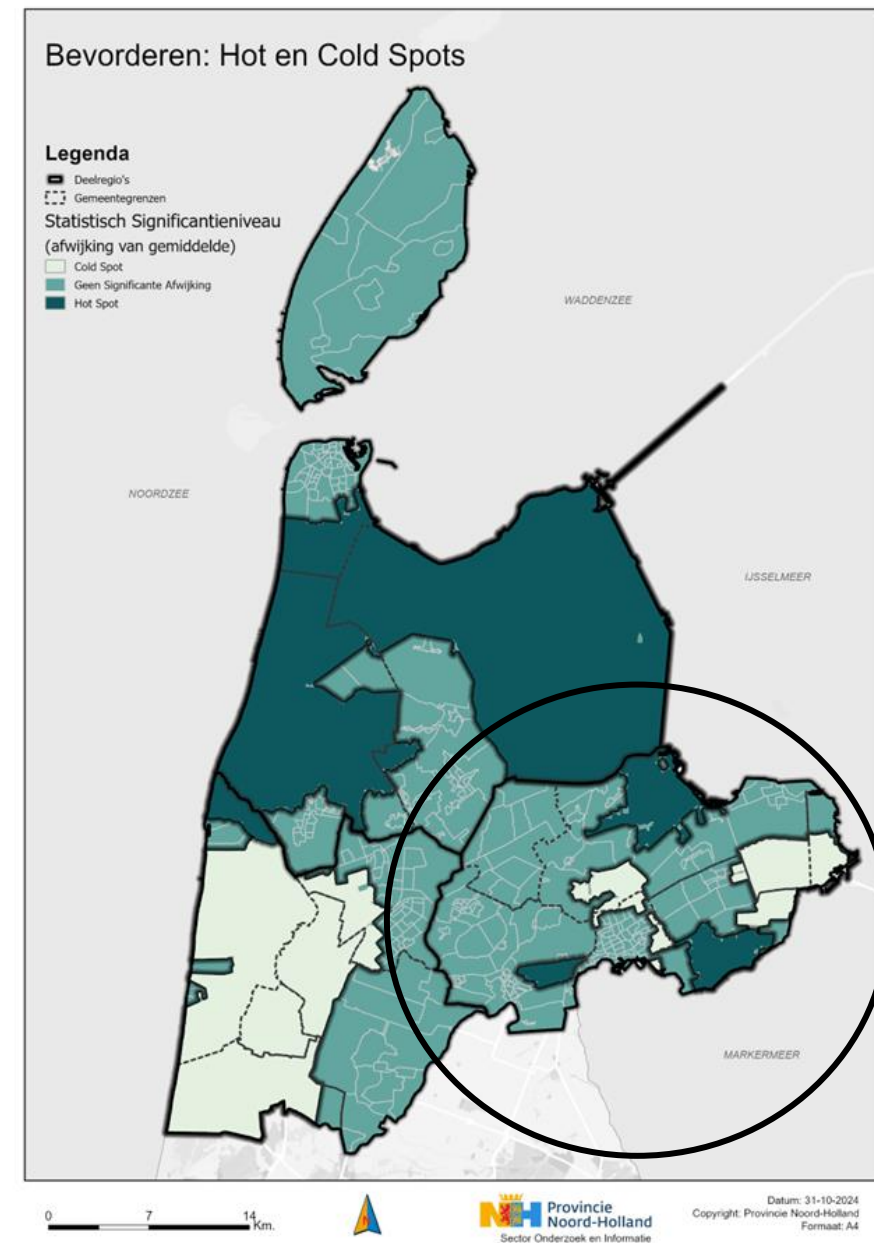 Bevorderen: Hot en Cold Spots
Legenda
Deelregio's
Gemeentegrenzen
Statistisch Significantieniveau
(afwijking van gemiddelde)
Cold Spot
Geen Significante Afwijking
Hot Spot
WADDENZEE
NOORDZEE
IJSSELMEER
MARKERMEER
0 7 14
Km.
Provincie
Noord-Holland
Sector Onderzoek en Informatie
Datum: 31-10-2024
Copyright: Provincie Noord-Holland
Formaat: A4